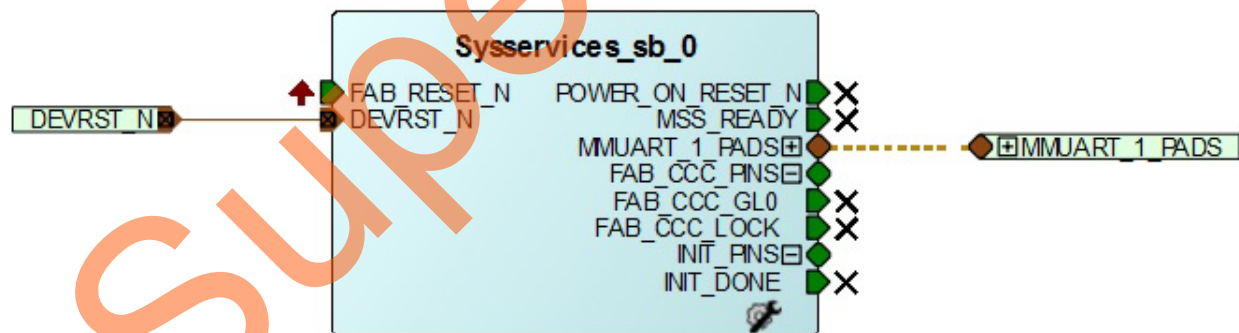 Sysservices_sb_0
FAB_RESET_N
POWER_ON_RESET_N
DEVRST_N
DEVRST_N
MSS_READY
MMUART_1_PADS
MMUART_1_PADS
FAB_CCC_PINS
FAB_CCC_GL0
FAB_CCC_LOCK
INIT_PINS
INIT_DONE
Supe